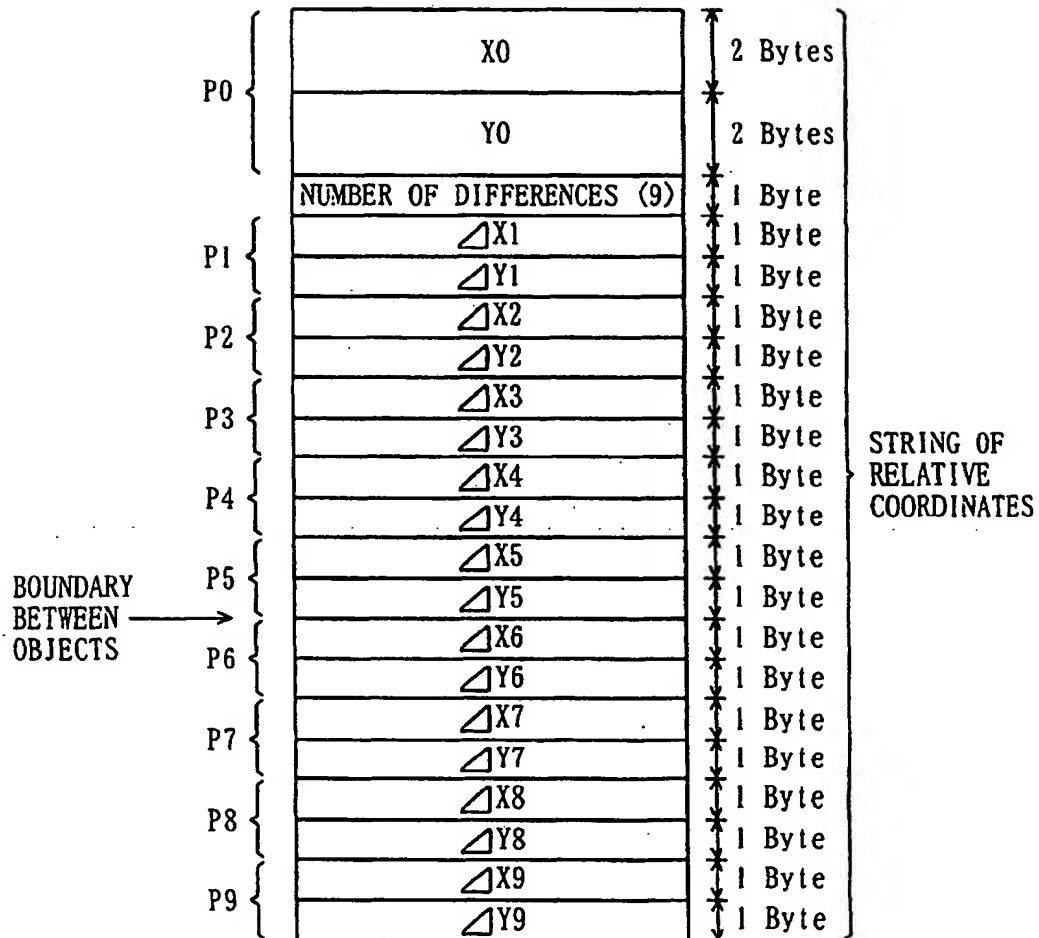 X0
2 Bytes
P0
Y0
2 Bytes
NUMBER OF DIFFERENCES (9)
1 Byte
P1
⊿X1
1 Byte
⊿Y1
1 Byte
P2
⊿X2
1 Byte
⊿Y2
1 Byte
P3
⊿X3
1 Byte
⊿Y3
1 Byte
P4
⊿X4
1 Byte
⊿Y4
1 Byte
STRING OF
RELATIVE
COORDINATES
P5
⊿X5
1 Byte
⊿Y5
1 Byte
BOUNDARY
BETWEEN
OBJECTS
P6
⊿X6
1 Byte
⊿Y6
1 Byte
P7
⊿X7
1 Byte
⊿Y7
1 Byte
P8
⊿X8
1 Byte
⊿Y8
1 Byte
P9
⊿X9
1 Byte
⊿Y9
1 Byte